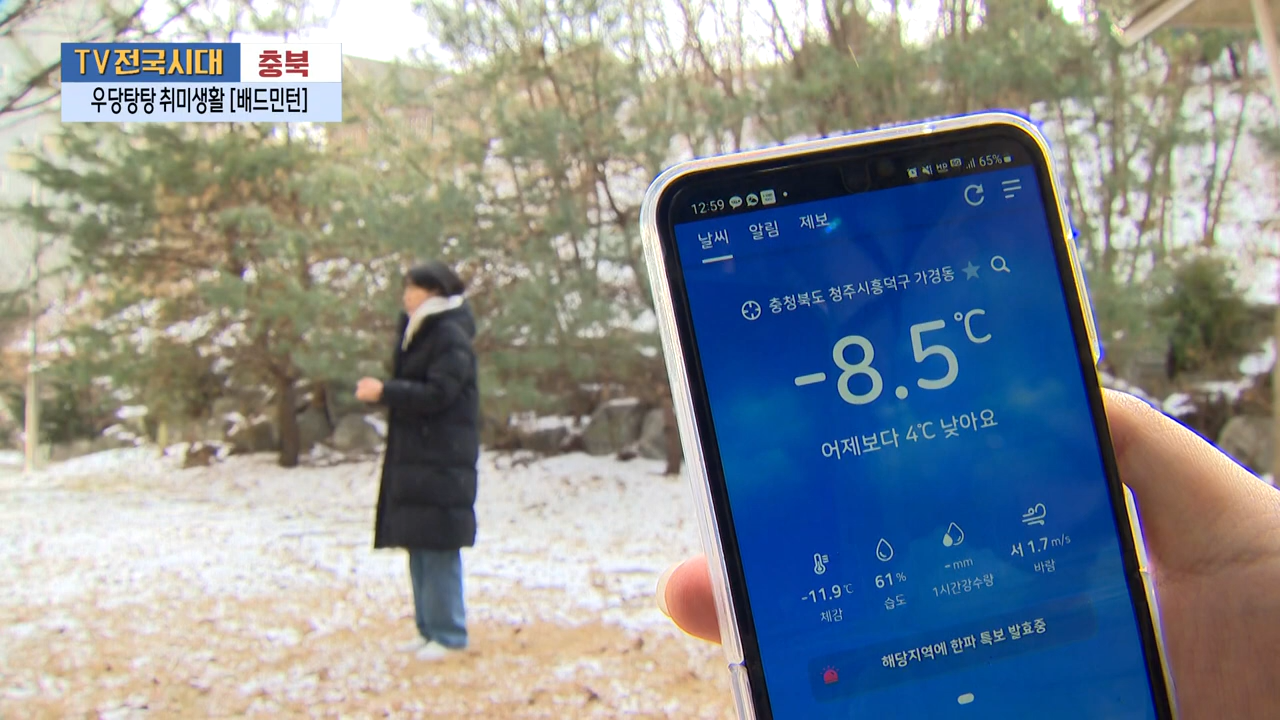 TV전국시대 충북
우당탕탕 취미생활 [배드민턴]
12:59 65%
날씨 알림 제보
충청북도 청주시흥덕구 가경동
-8.5℃
어제보다 4℃ 낮아요
-11.9℃ 61% -mm 서 1.7m/s
체감 습도 1시간강수량 바람
해당지역에 한파 특보 발효중